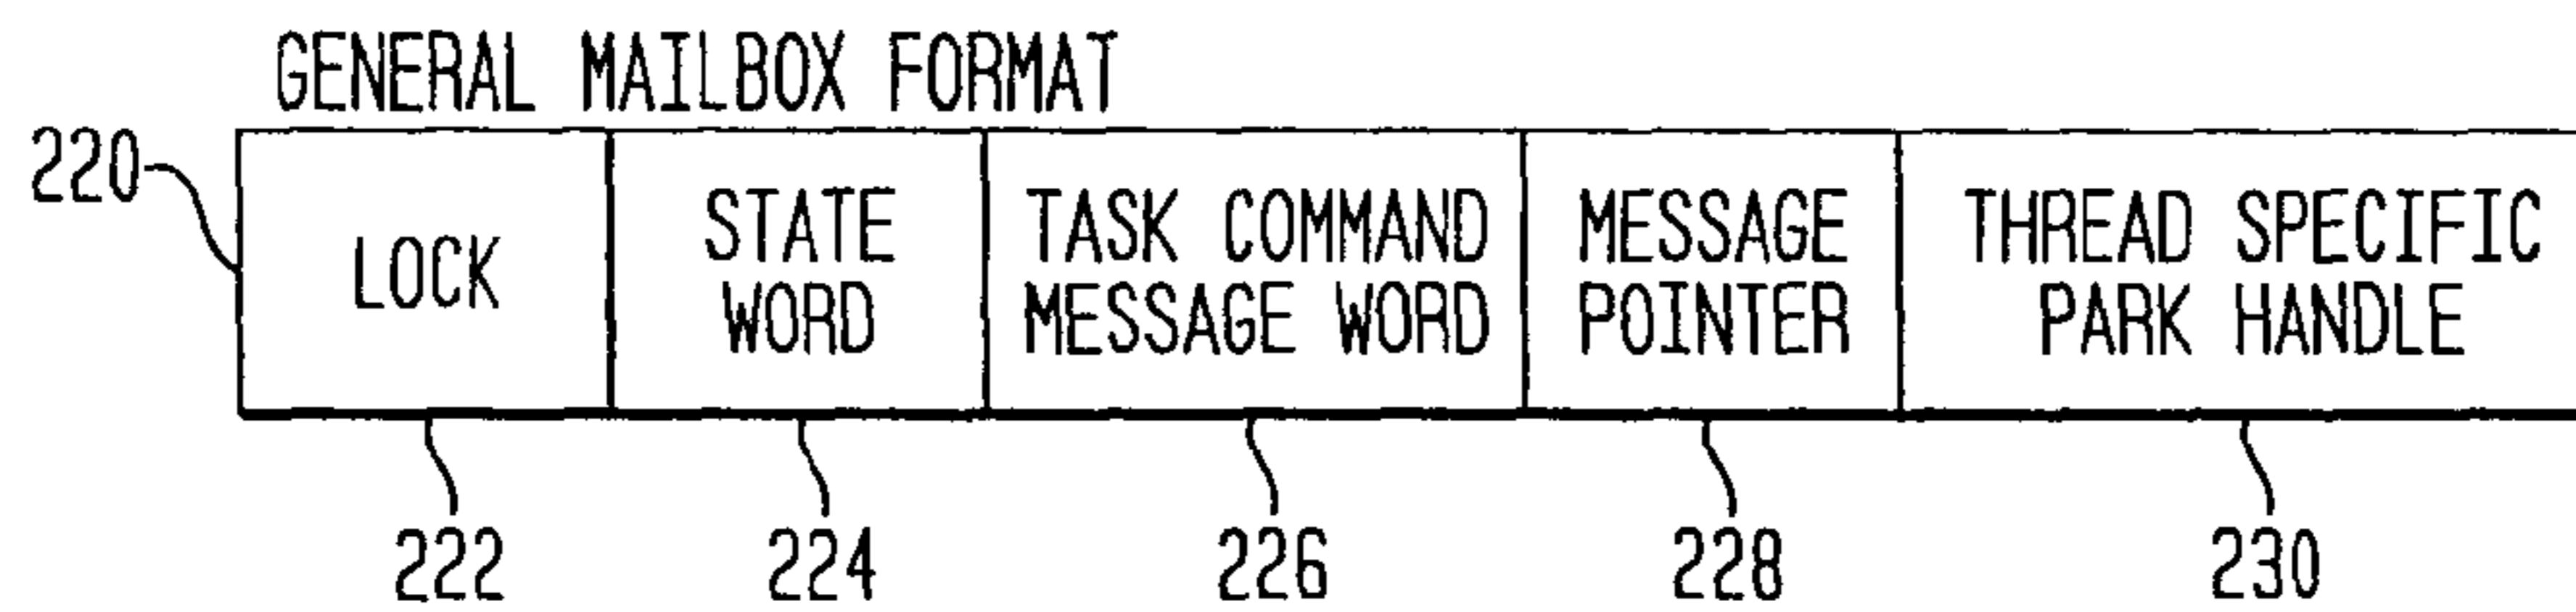 GENERAL MAILBOX FORMAT
220
LOCK
STATE
WORD
TASK COMMAND
MESSAGE WORD
MESSAGE
POINTER
THREAD SPECIFIC
PARK HANDLE
222
224
226
228
230